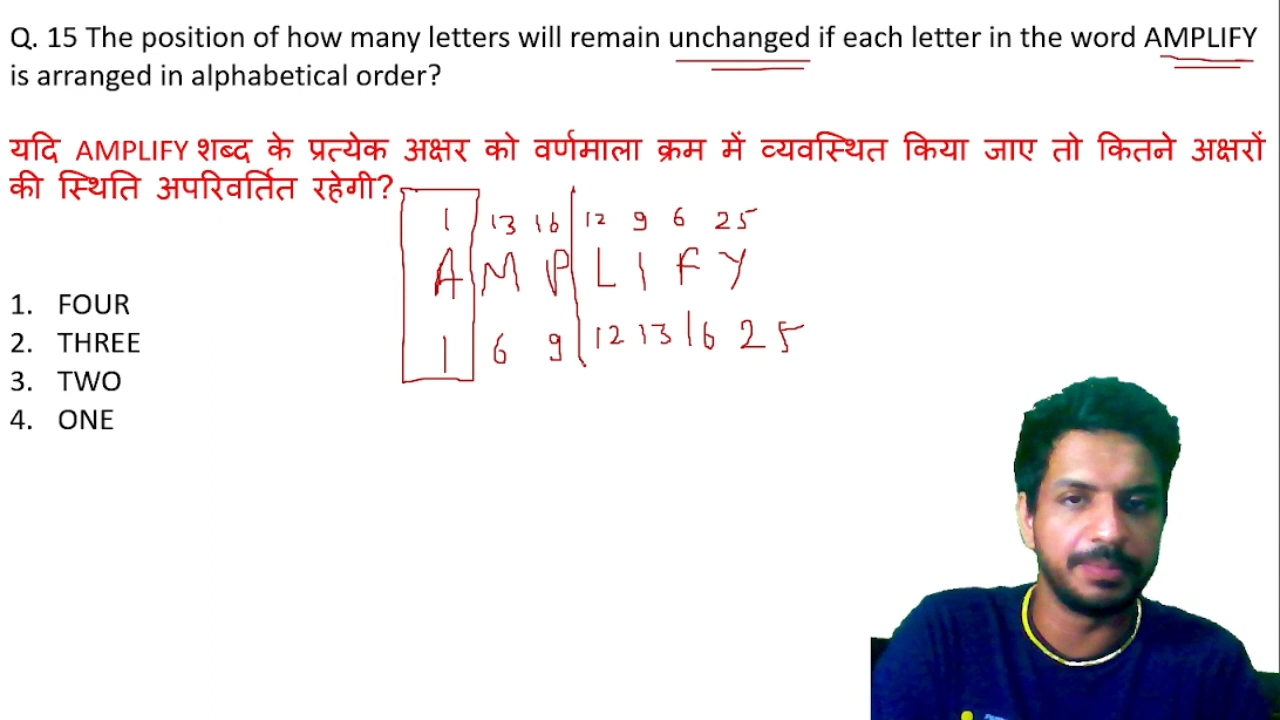 Q. 15 The position of how many letters will remain unchanged if each letter in the word AMPLIFY
is arranged in alphabetical order?
यदि AMPLIFY शब्द के प्रत्येक अक्षर को वर्णमाला क्रम में व्यवस्थित किया जाए तो कितने अक्षरों
की स्थिति अपरिवर्तित रहेगी?
1 13 16 12 9 6 25
A M P L I F Y
1 6 9 12 13 16 25
1. FOUR
2. THREE
3. TWO
4. ONE